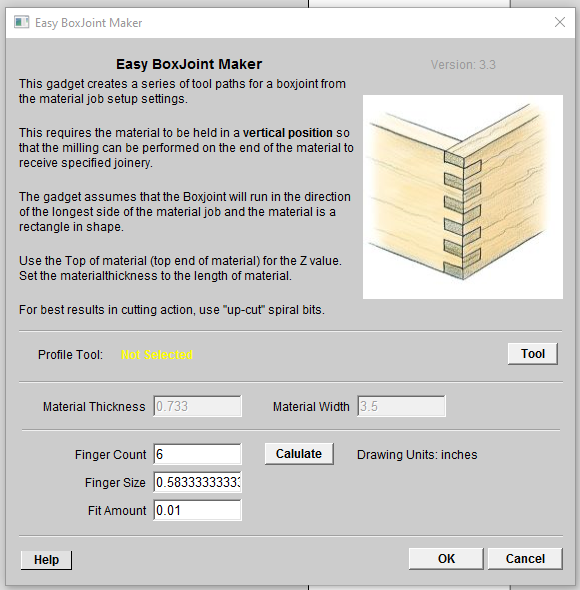 Easy BoxJoint Maker
Easy BoxJoint Maker
Version: 3.3
This gadget creates a series of tool paths for a boxjoint from
the material job setup settings.
This requires the material to be held in a vertical position so
that the milling can be performed on the end of the material to
receive specified joinery.
The gadget assumes that the Boxjoint will run in the direction
of the longest side of the material job and the material is a
rectangle in shape.
Use the Top of material (top end of material) for the Z value.
Set the materialthickness to the length of material.
For best results in cutting action, use "up-cut" spiral bits.
Profile Tool: Not Selected Tool
Material Thickness 0.733 Material Width 3.5
Finger Count 6 Calulate Drawing Units: inches
Finger Size 0.58333333333
Fit Amount 0.01
Help OK Cancel